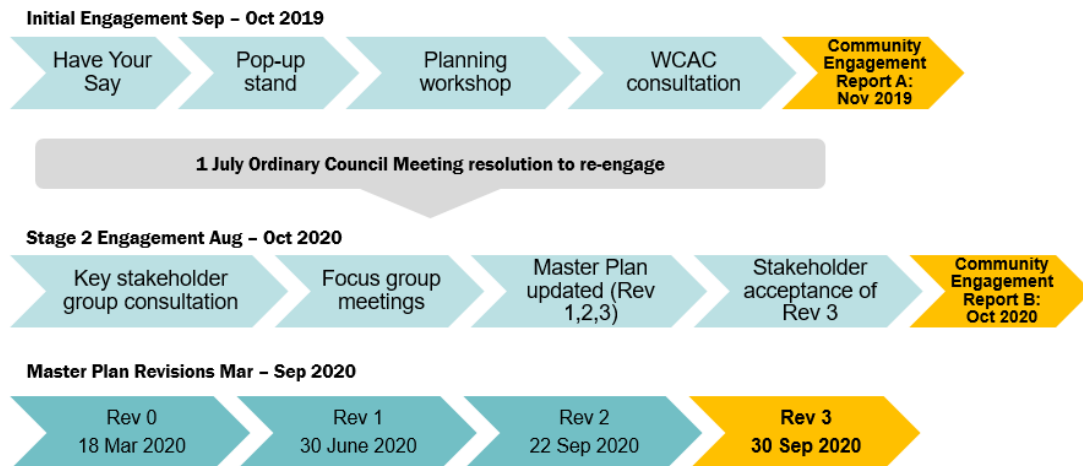 Initial Engagement Sep – Oct 2019
Have Your
Say
Pop-up
stand
Planning
workshop
WCAC
consultation
Community
Engagement
Report A:
Nov 2019
1 July Ordinary Council Meeting resolution to re-engage
Stage 2 Engagement Aug – Oct 2020
Key stakeholder
group consultation
Focus group
meetings
Master Plan
updated (Rev
1,2,3)
Stakeholder
acceptance of
Rev 3
Community
Engagement
Report B:
Oct 2020
Master Plan Revisions Mar – Sep 2020
Rev 0
18 Mar 2020
Rev 1
30 June 2020
Rev 2
22 Sep 2020
Rev 3
30 Sep 2020